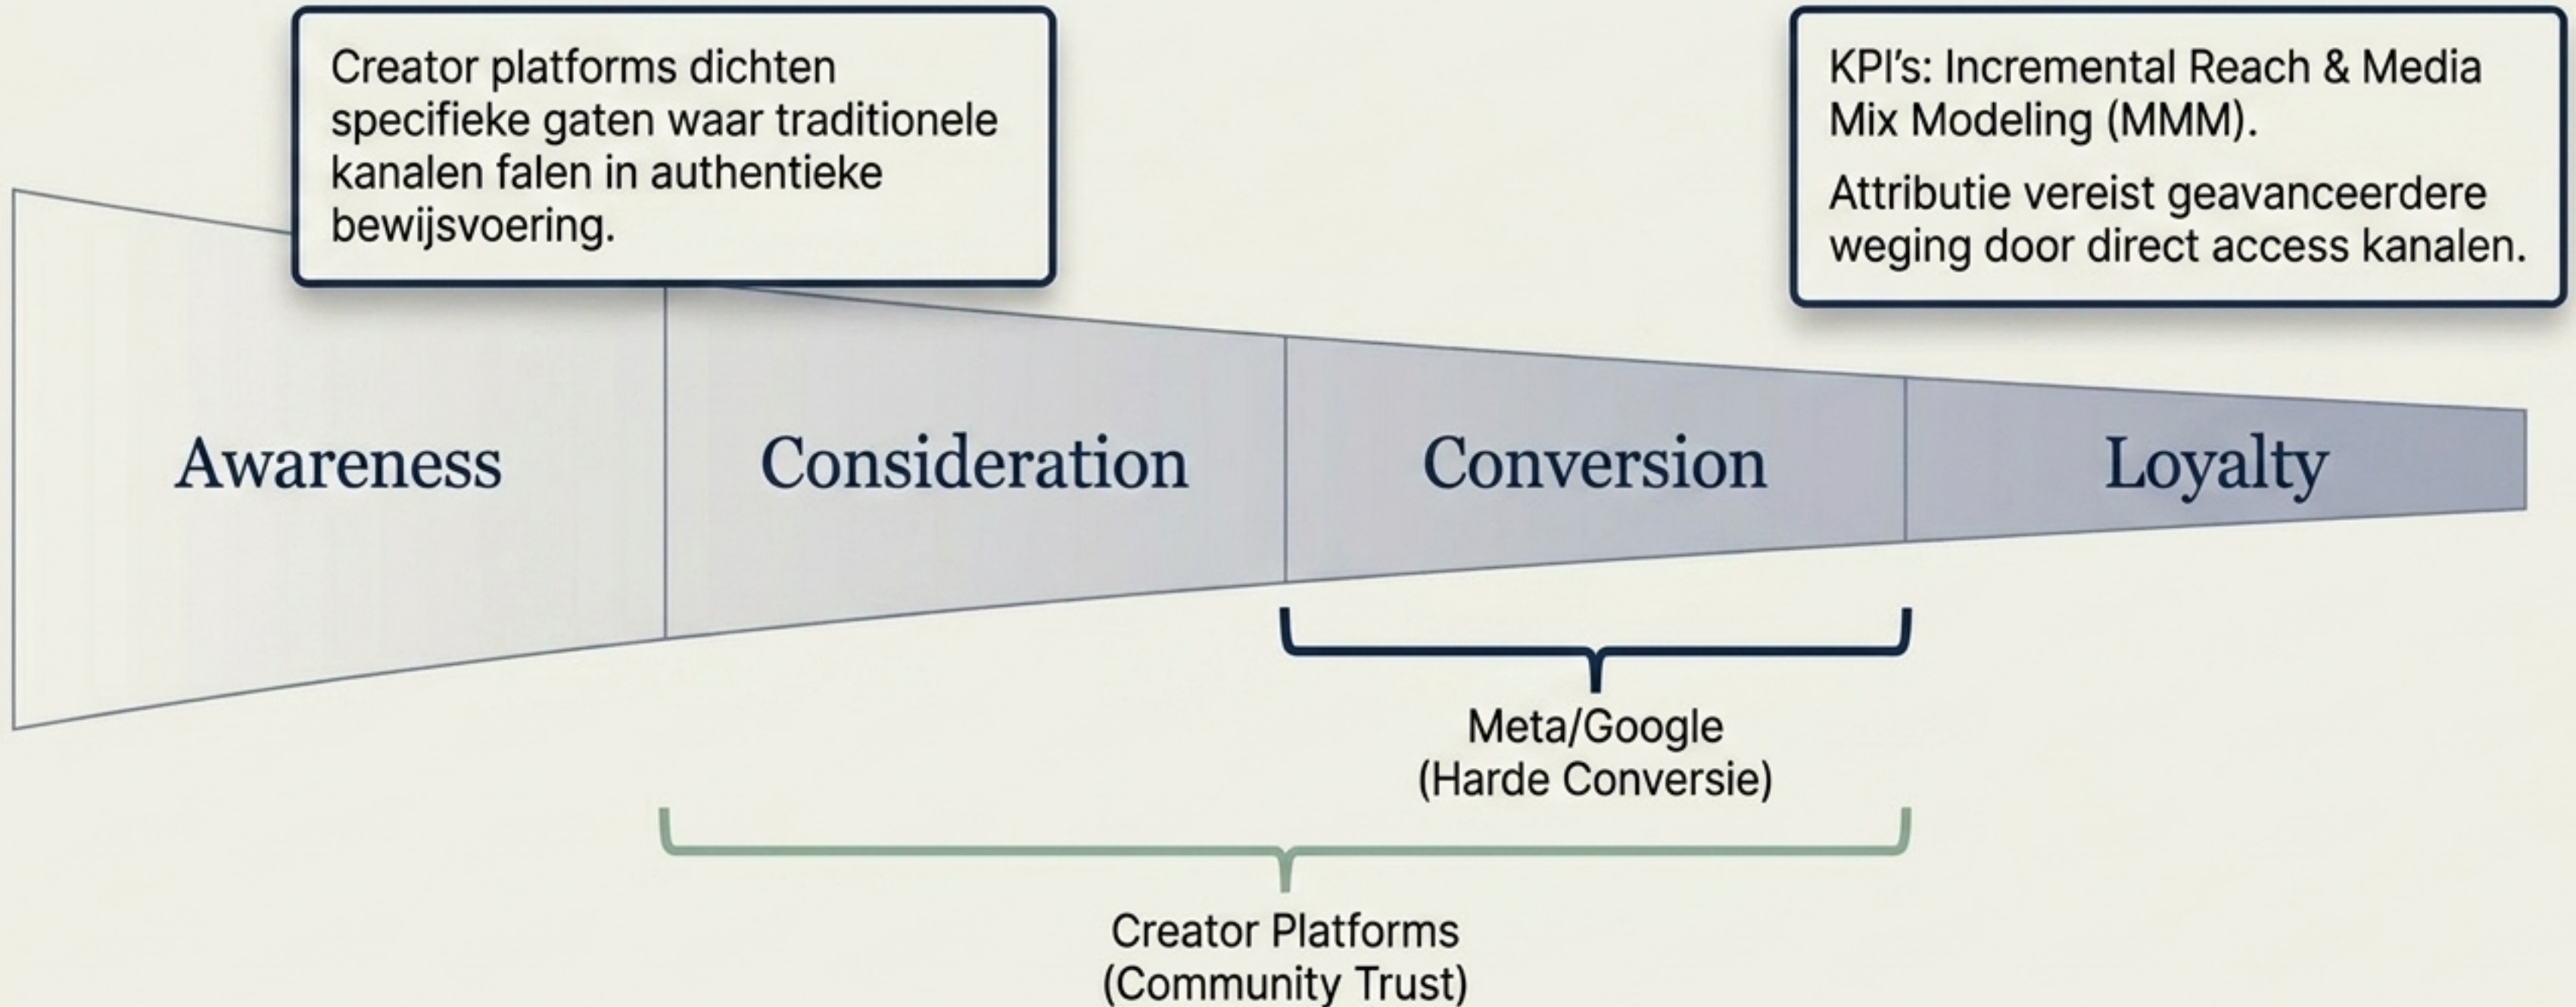 Creator platforms dichten
specifieke gaten waar traditionele
kanalen falen in authentieke
bewijsvoering.
KPI's: Incremental Reach & Media
Mix Modeling (MMM).
Attributie vereist geavanceerdere
weging door direct access kanalen.
Awareness
Consideration
Conversion
Loyalty
Meta/Google
(Harde Conversie)
Creator Platforms
(Community Trust)